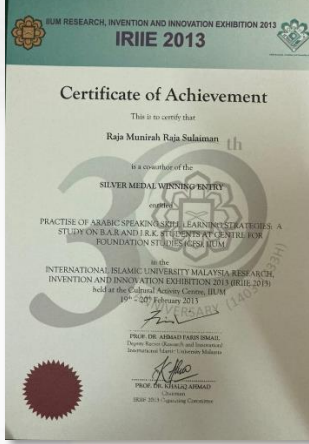 IIUM RESEARCH, INVENTION AND INNOVATION EXHIBITION 2013
IRIIE 2013
Certificate of Achievement
This is to certify that
Raja Munirah Raja Sulaiman
th
is a co-author of the
SILVER MEDAL WINNING ENTRY
entitled
PRACTISE OF ARABIC SPEAKING SKILL LEARNING STRATEGIES: A
STUDY ON B.A.R AND I.R.K. STUDENTS AT CENTRE FOR
FOUNDATION STUDIES (CFS), IIUM
in the
INTERNATIONAL ISLAMIC UNIVERSITY MALAYSIA RESEARCH,
INVENTION AND INNOVATION EXHIBITION 2013 (IRIIE 2013)
held at the Cultural Activity Centre, IIUM
19th - 20th February 2013
ANNIVERSARY (1403 - 1433H)
PROF. DR. AHMAD FARIS ISMAIL
Deputy Rector (Research and Innovation)
International Islamic University Malaysia
PROF. DR. KHALIQ AHMAD
Chairman
IRIIE 2013 Organising Committee